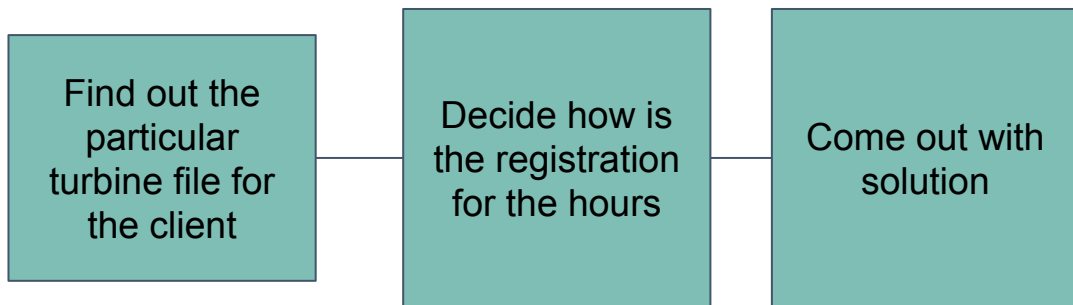 Find out the
particular
turbine file for
the client
Decide how is
the registration
for the hours
Come out with
solution